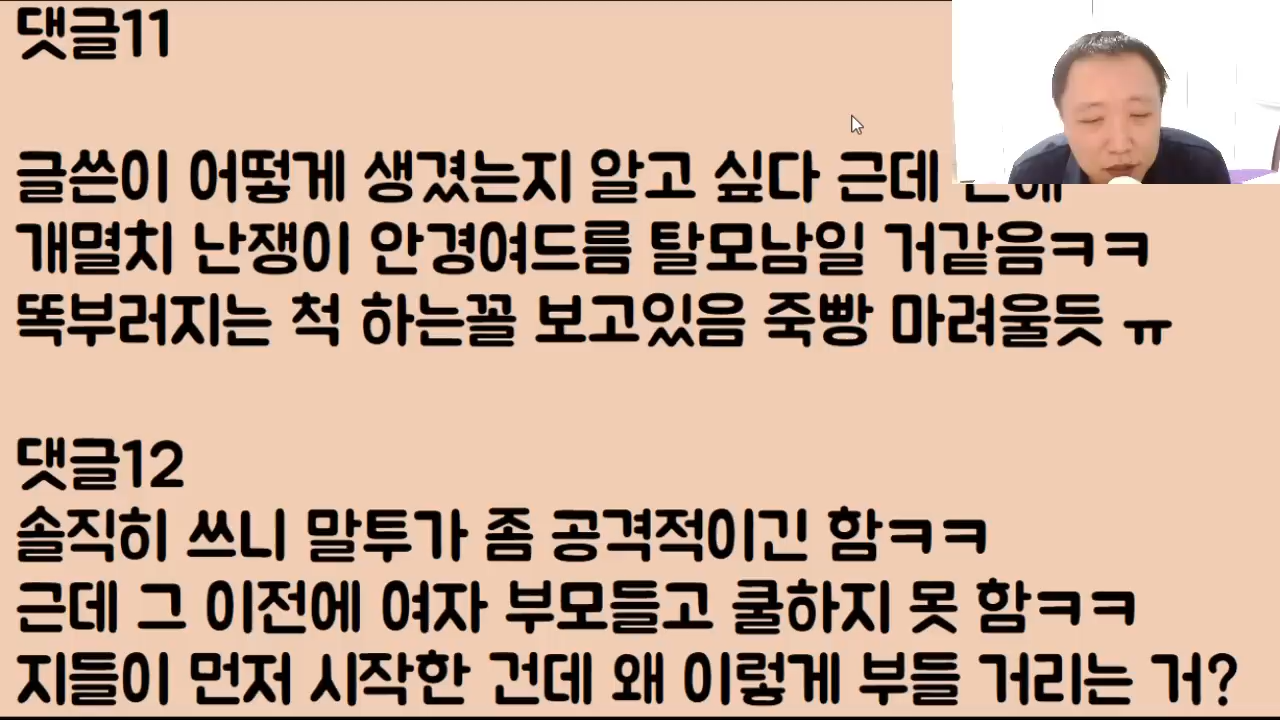 댓글11
글쓴이 어떻게 생겼는지 알고 싶다 근데
개멸치 난쟁이 안경여드름 탈모남일 거같음ㅋㅋ
똑부러지는 척 하는꼴 보고있음 죽빵 마려울듯 ㅠ
댓글12
솔직히 쓰니 말투가 좀 공격적이긴 함ㅋㅋ
근데 그 이전에 여자 부모들고 쿨하지 못 함ㅋㅋ
지들이 먼저 시작한 건데 왜 이렇게 부들 거리는 거?